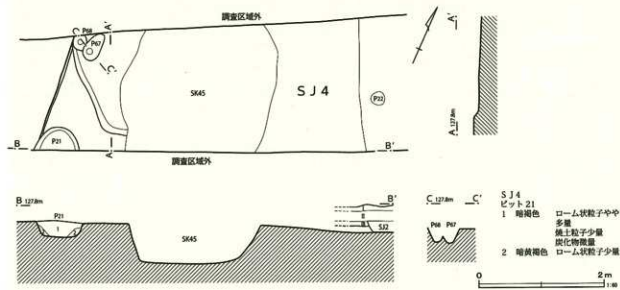 調査区域外
P68
P67
A'
C
C'
SK45
SJ4
P22
P21
B
B'
A
調査区域外
A'
A 127.8m
B 127.8m
B'
P21
1
SK45
II
SJ2
C 127.8m
C'
P68
P67
SJ4
ピット21
1 暗褐色 ローム状粒子やや
多量
焼土粒子少量
炭化物微量
2 暗黄褐色 ローム状粒子少量
0 2m
1:60